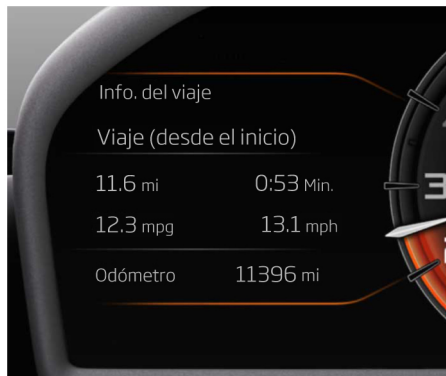 Info. del viaje
Viaje (desde el inicio)
11.6 mi 0:53 Min.
12.3 mpg 13.1 mph
Odómetro 11396 mi
3